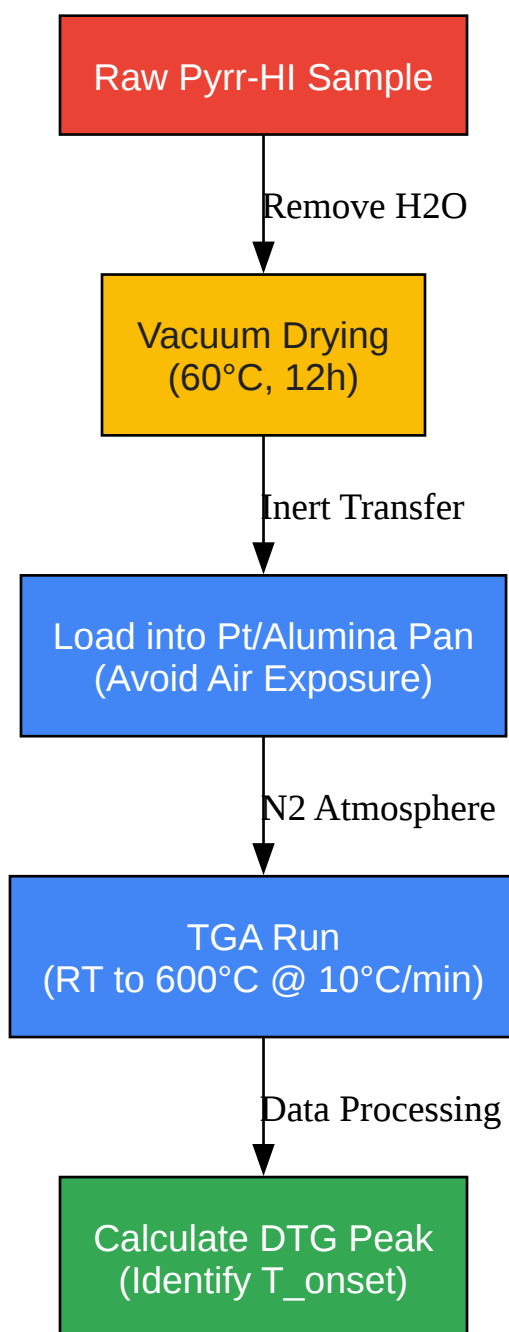 Raw Pyrr-HI Sample
Remove H2O
Vacuum Drying
(60°C, 12h)
Inert Transfer
Load into Pt/Alumina Pan
(Avoid Air Exposure)
N2 Atmosphere
TGA Run
(RT to 600°C @ 10°C/min)
Data Processing
Calculate DTG Peak
(Identify T_onset)